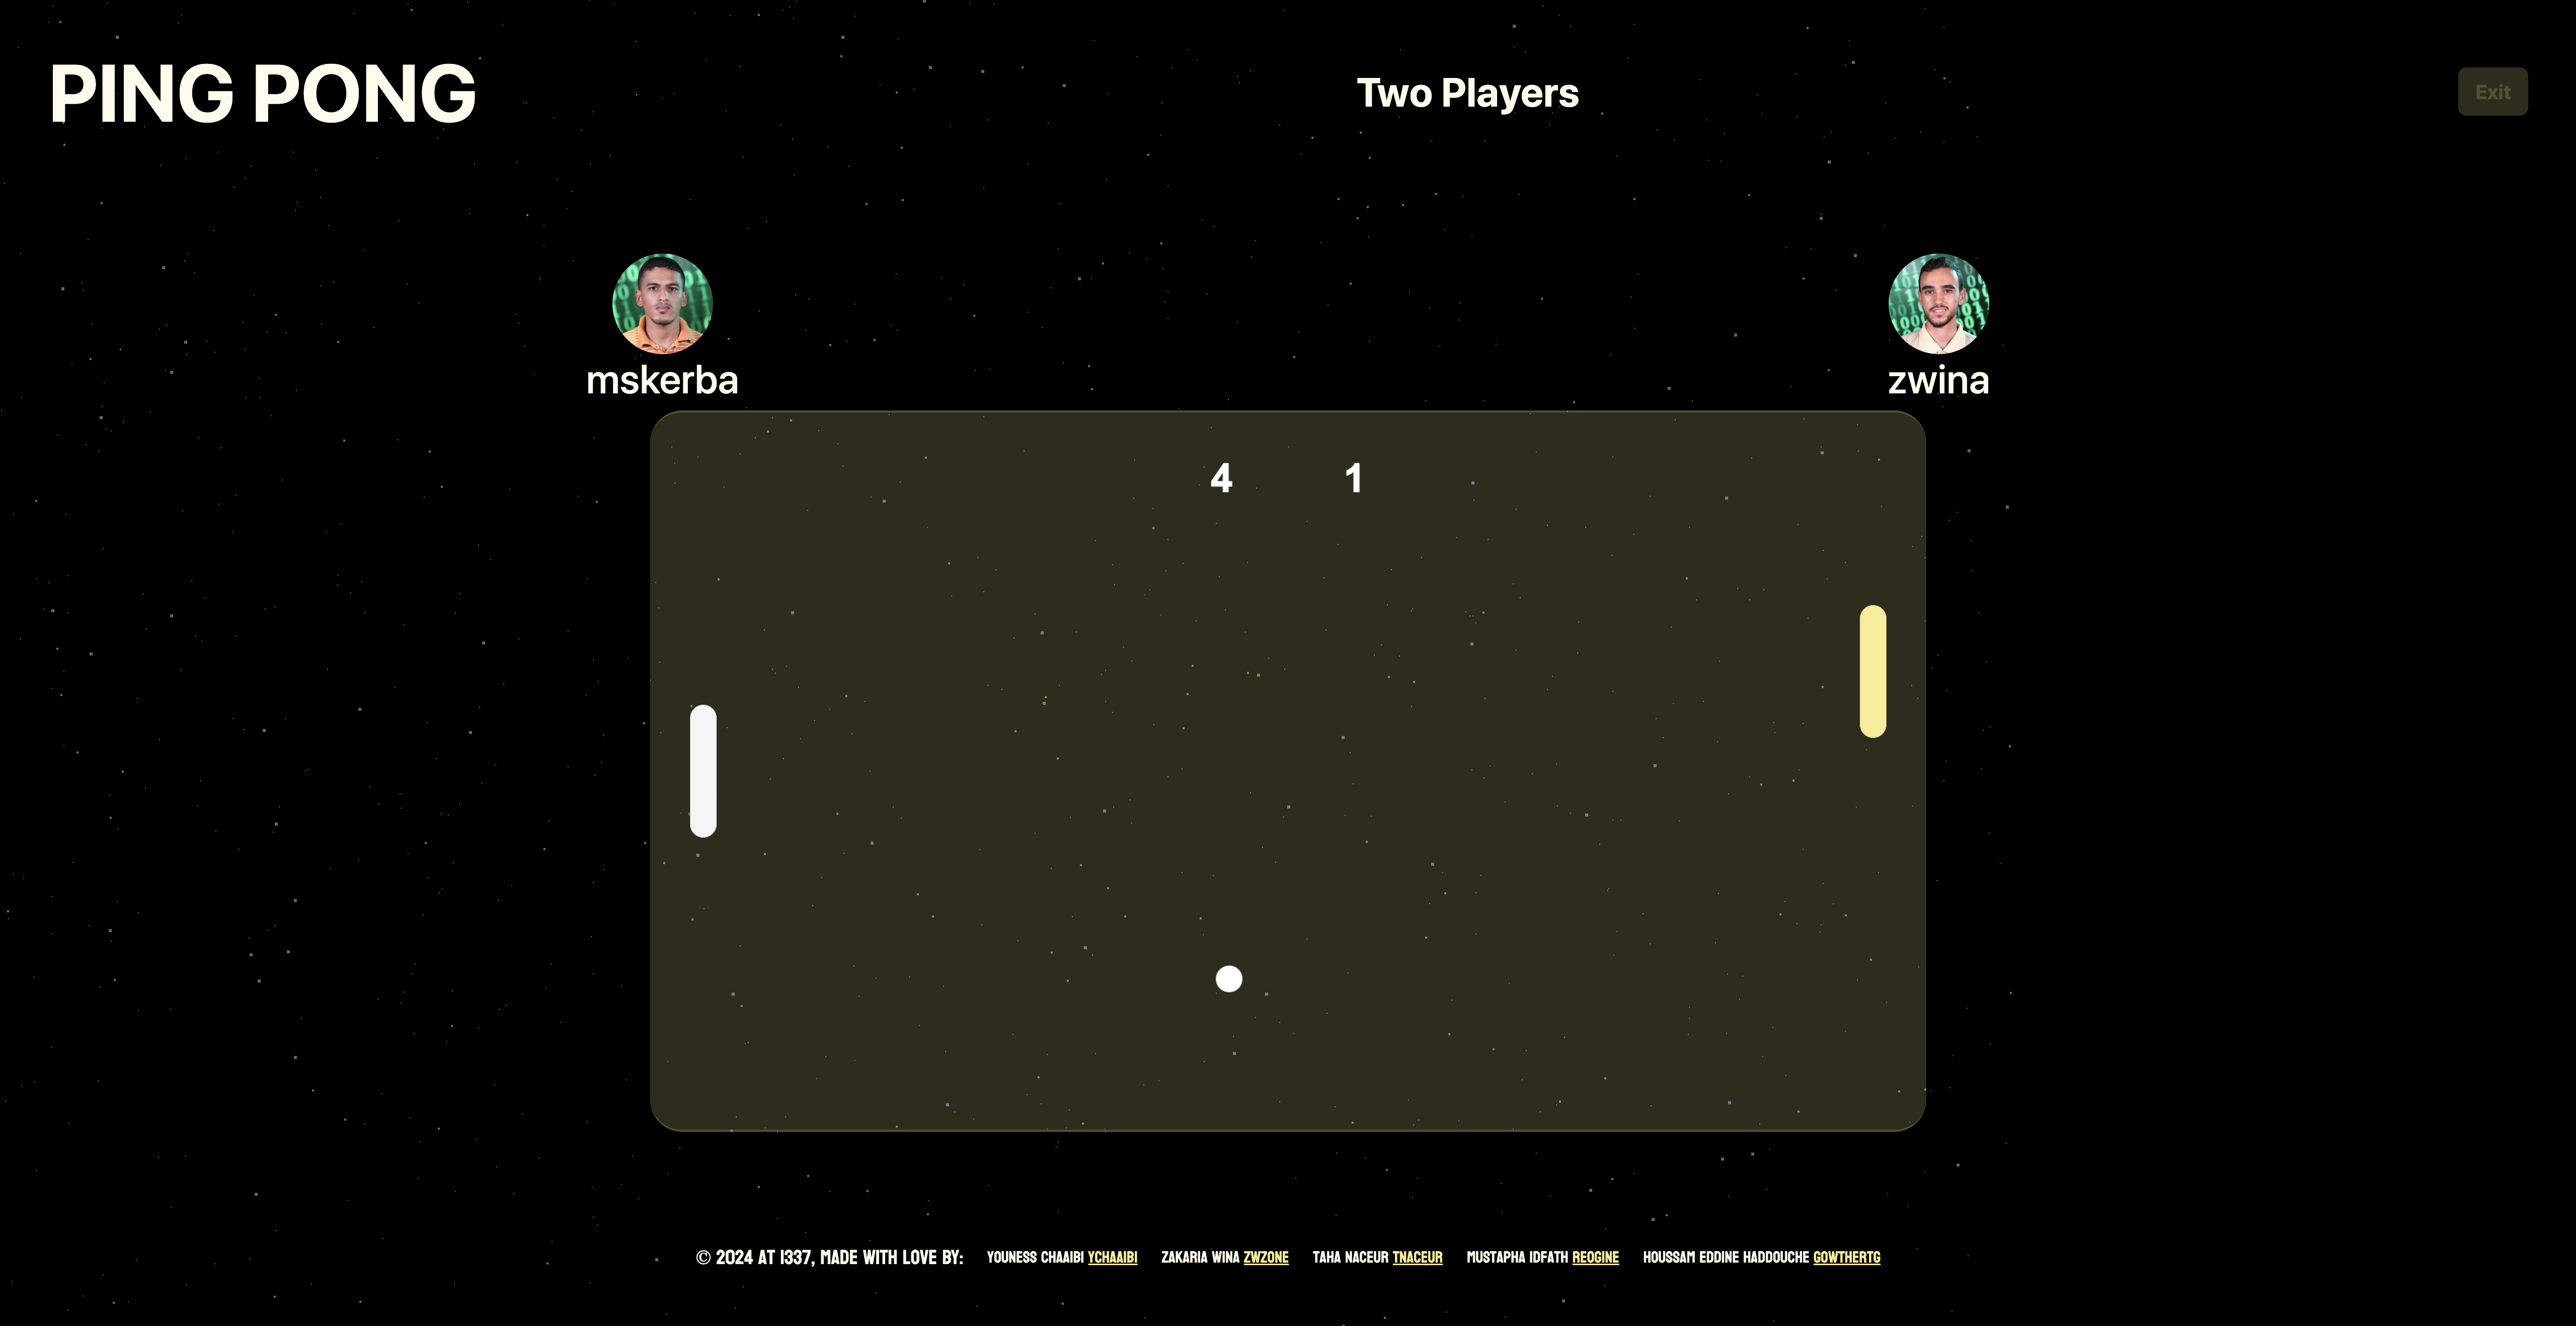 PING PONG
Two Players
Exit
mskerba
zwina
4 1
© 2024 AT 1337, MADE WITH LOVE BY: YOUNESS CHAAIBI YCHAAIBI ZAKARIA WINA ZWZONE TAHA NACEUR TNACEUR MUSTAPHA IDFATH REOGINE HOUSSAM EDDINE HADDOUCHE GOWTHERTG